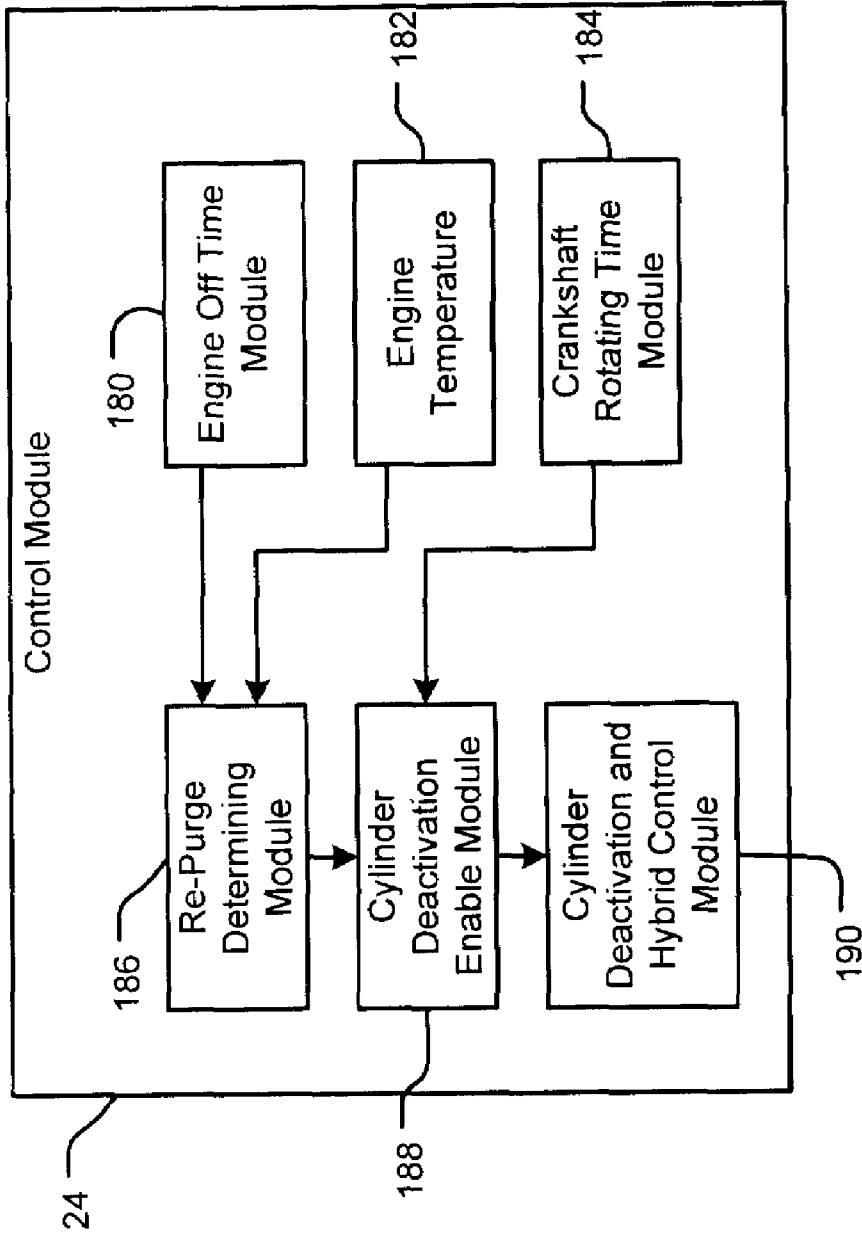 Control Module
24
180
Engine Off Time
Module
182
Engine
Temperature
184
Crankshaft
Rotating Time
Module
186
Re-Purge
Determining
Module
188
Cylinder
Deactivation
Enable Module
Cylinder
Deactivation and
Hybrid Control
Module
190